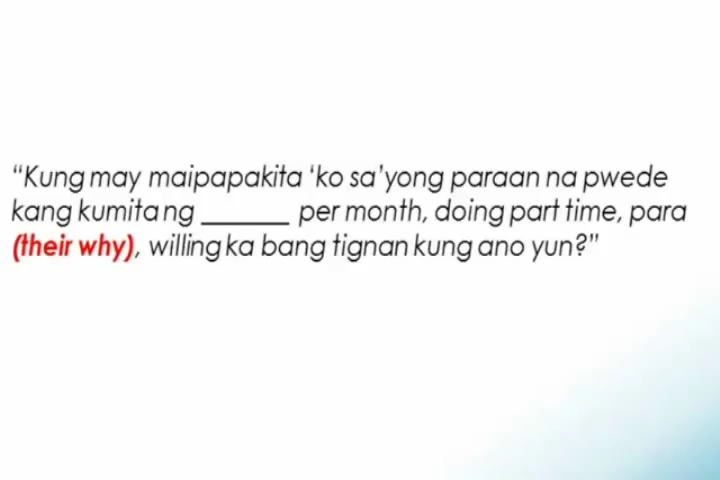 “Kung may maipapakita ‘ko sa’yong paraan na pwede
kang kumita ng ______ per month, doing part time, para
(their why), willing ka bang tignan kung ano yun?”